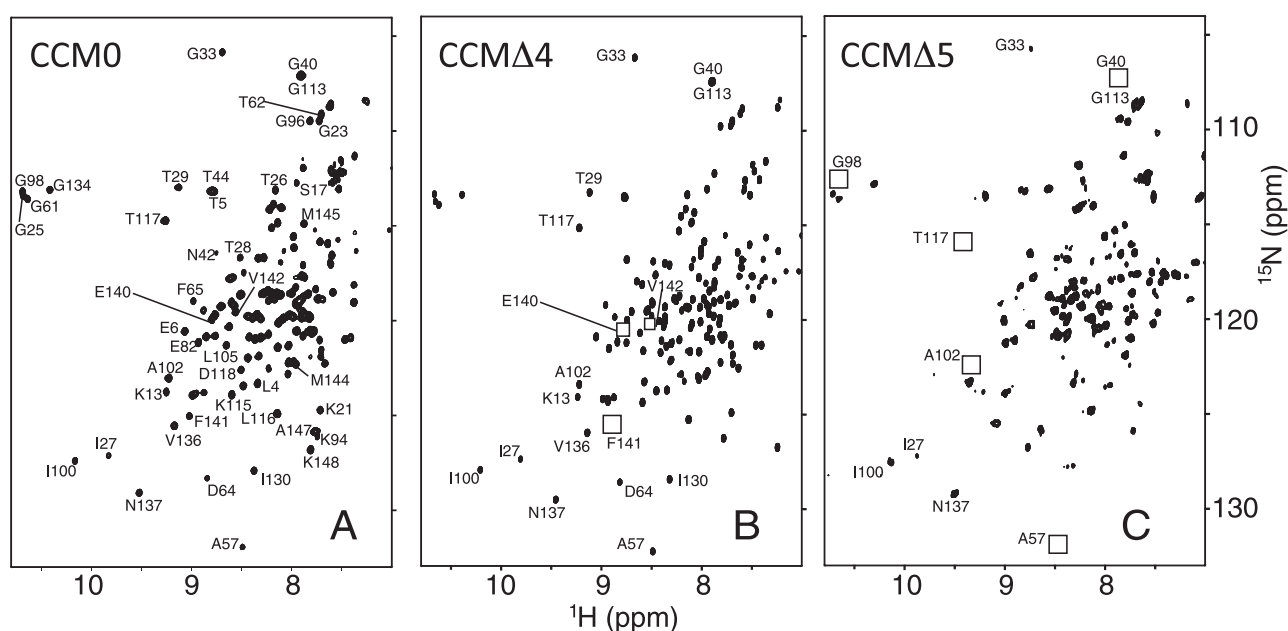 CCM0
G33
G40
G113
T62
G96
G23
G98
G134
G61
G25
T29
T44
T5
T26
S17
T117
M145
N42
T28
V142
F65
E140
E6
E82
L105
D118
A102
K13
L4
M144
K115
L116
K21
F141
V136
A147
K94
K148
I27
I100
D64
I130
N137
A57
A
10
9
8
CCMΔ4
G33
G40
G113
T29
T117
V142
E140
A102
K13
F141
V136
I27
I100
D64
I130
N137
A57
B
10
9
8
¹H (ppm)
CCMΔ5
G33
G40
G113
G98
T117
A102
I27
I100
N137
A57
C
10
9
8
110
120
130
¹⁵N (ppm)